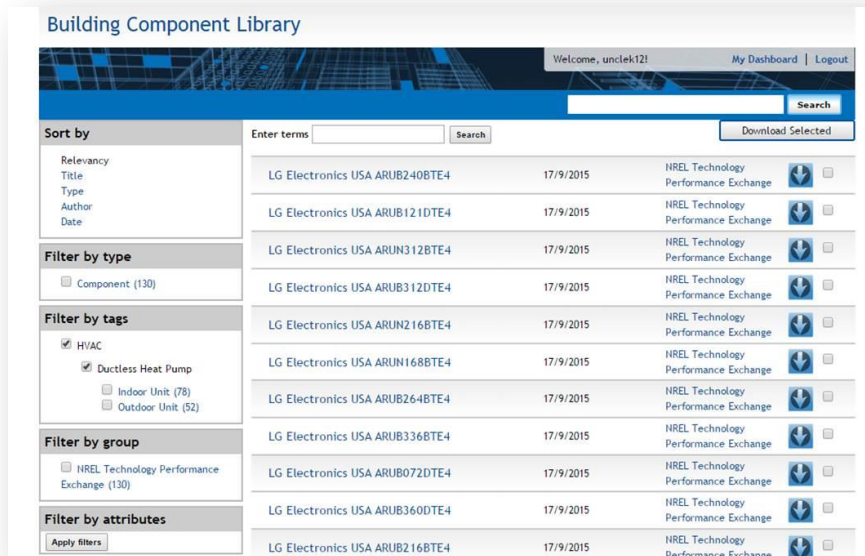 Building Component Library
Welcome, unclek12!
My Dashboard | Logout
Search
Sort by
Relevancy
Title
Type
Author
Date
Filter by type
Component (130)
Filter by tags
HVAC
Ductless Heat Pump
Indoor Unit (78)
Outdoor Unit (52)
Filter by group
NREL Technology Performance
Exchange (130)
Filter by attributes
Apply filters
Enter terms
Search
Download Selected
LG Electronics USA ARUB240BTE4 17/9/2015 NREL Technology
Performance Exchange
LG Electronics USA ARUB121DTE4 17/9/2015 NREL Technology
Performance Exchange
LG Electronics USA ARUN312BTE4 17/9/2015 NREL Technology
Performance Exchange
LG Electronics USA ARUB312DTE4 17/9/2015 NREL Technology
Performance Exchange
LG Electronics USA ARUN216BTE4 17/9/2015 NREL Technology
Performance Exchange
LG Electronics USA ARUN168BTE4 17/9/2015 NREL Technology
Performance Exchange
LG Electronics USA ARUB264BTE4 17/9/2015 NREL Technology
Performance Exchange
LG Electronics USA ARUB336BTE4 17/9/2015 NREL Technology
Performance Exchange
LG Electronics USA ARUB072DTE4 17/9/2015 NREL Technology
Performance Exchange
LG Electronics USA ARUB360DTE4 17/9/2015 NREL Technology
Performance Exchange
LG Electronics USA ARUB216BTE4 17/9/2015 NREL Technology
Performance Exchange